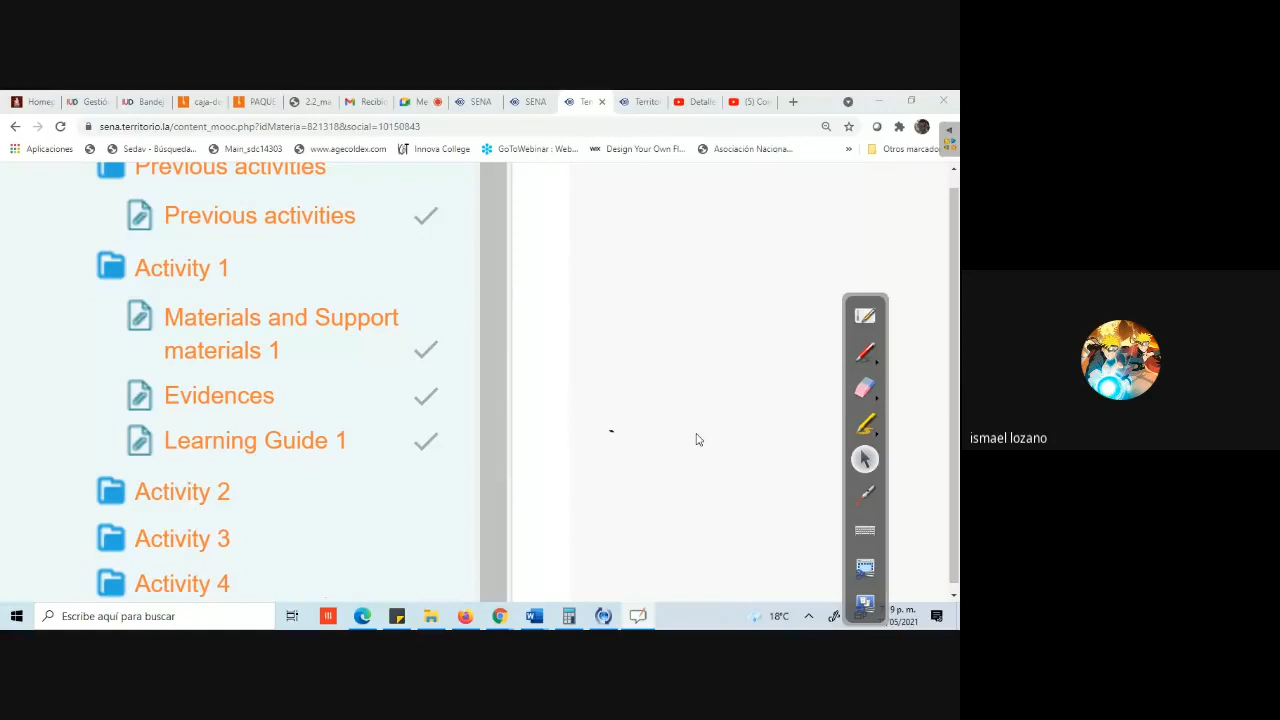 Home
Gestió
Bandej
caja-de
PAQUE
2.2_ma
Gmail Recibid
Me
SENA
SENA
Ter
Territo
Detalle
(5) Co
sena.territorio.la/content_mooc.php?idMateria=821318&social=10150843
Aplicaciones
Sedav - Búsqueda...
Main_sdc14303
www.agecoldex.com
Innova College
GoToWebinar : Web...
Design Your Own Fl...
Asociación Naciona...
»
Otros marcado
Previous activities
Previous activities
Activity 1
Materials and Support
materials 1
Evidences
Learning Guide 1
Activity 2
Activity 3
Activity 4
ismael lozano
Escribe aquí para buscar
18°C
9 p. m.
/05/2021